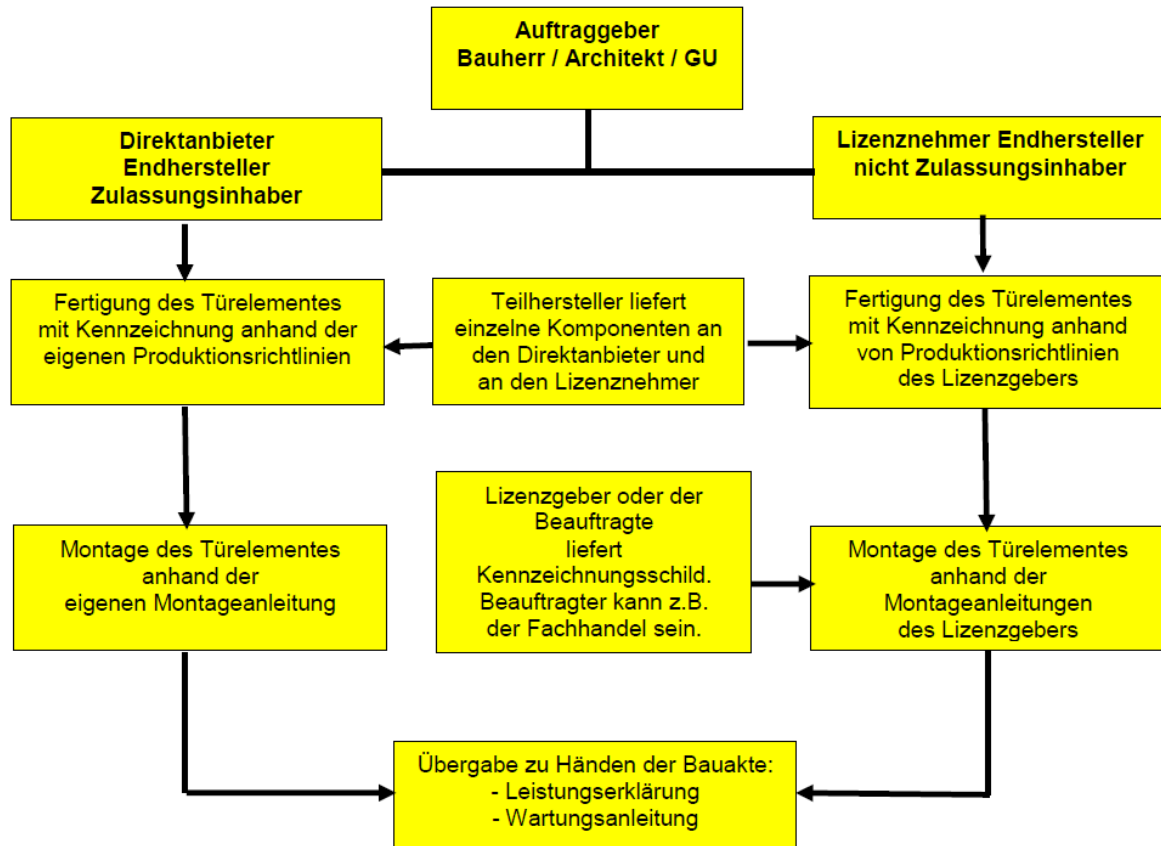 Auftraggeber
Bauherr / Architekt / GU
Direktanbieter
Endhersteller
Zulassungsinhaber
Lizenznehmer Endhersteller
nicht Zulassungsinhaber
Fertigung des Türelementes
mit Kennzeichnung anhand der
eigenen Produktionsrichtlinien
Teilhersteller liefert
einzelne Komponenten an
den Direktanbieter und
an den Lizenznehmer
Fertigung des Türelementes
mit Kennzeichnung anhand
von Produktionsrichtlinien
des Lizenzgebers
Montage des Türelementes
anhand der
eigenen Montageanleitung
Lizenzgeber oder der
Beauftragte
liefert
Kennzeichnungsschild.
Beauftragter kann z.B.
der Fachhandel sein.
Montage des Türelementes
anhand der
Montageanleitungen
des Lizenzgebers
Übergabe zu Händen der Bauakte:
- Leistungserklärung
- Wartungsanleitung